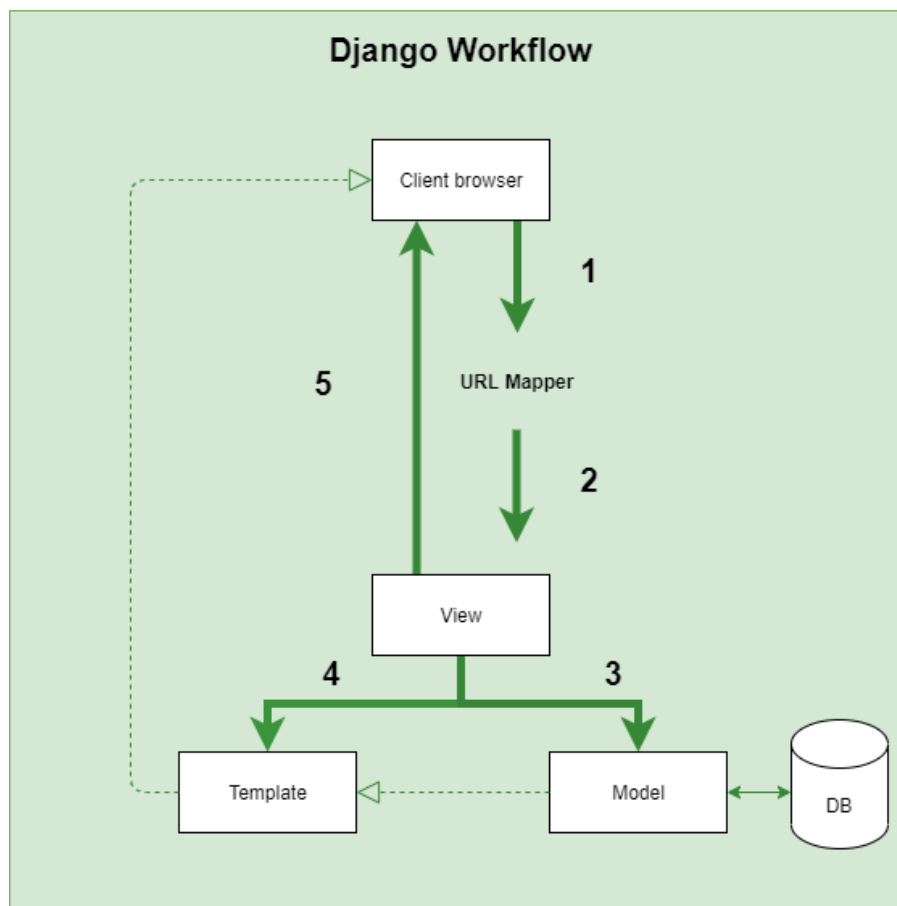 Django Workflow
Client browser
1
5
URL Mapper
2
View
4
3
Template
Model
DB